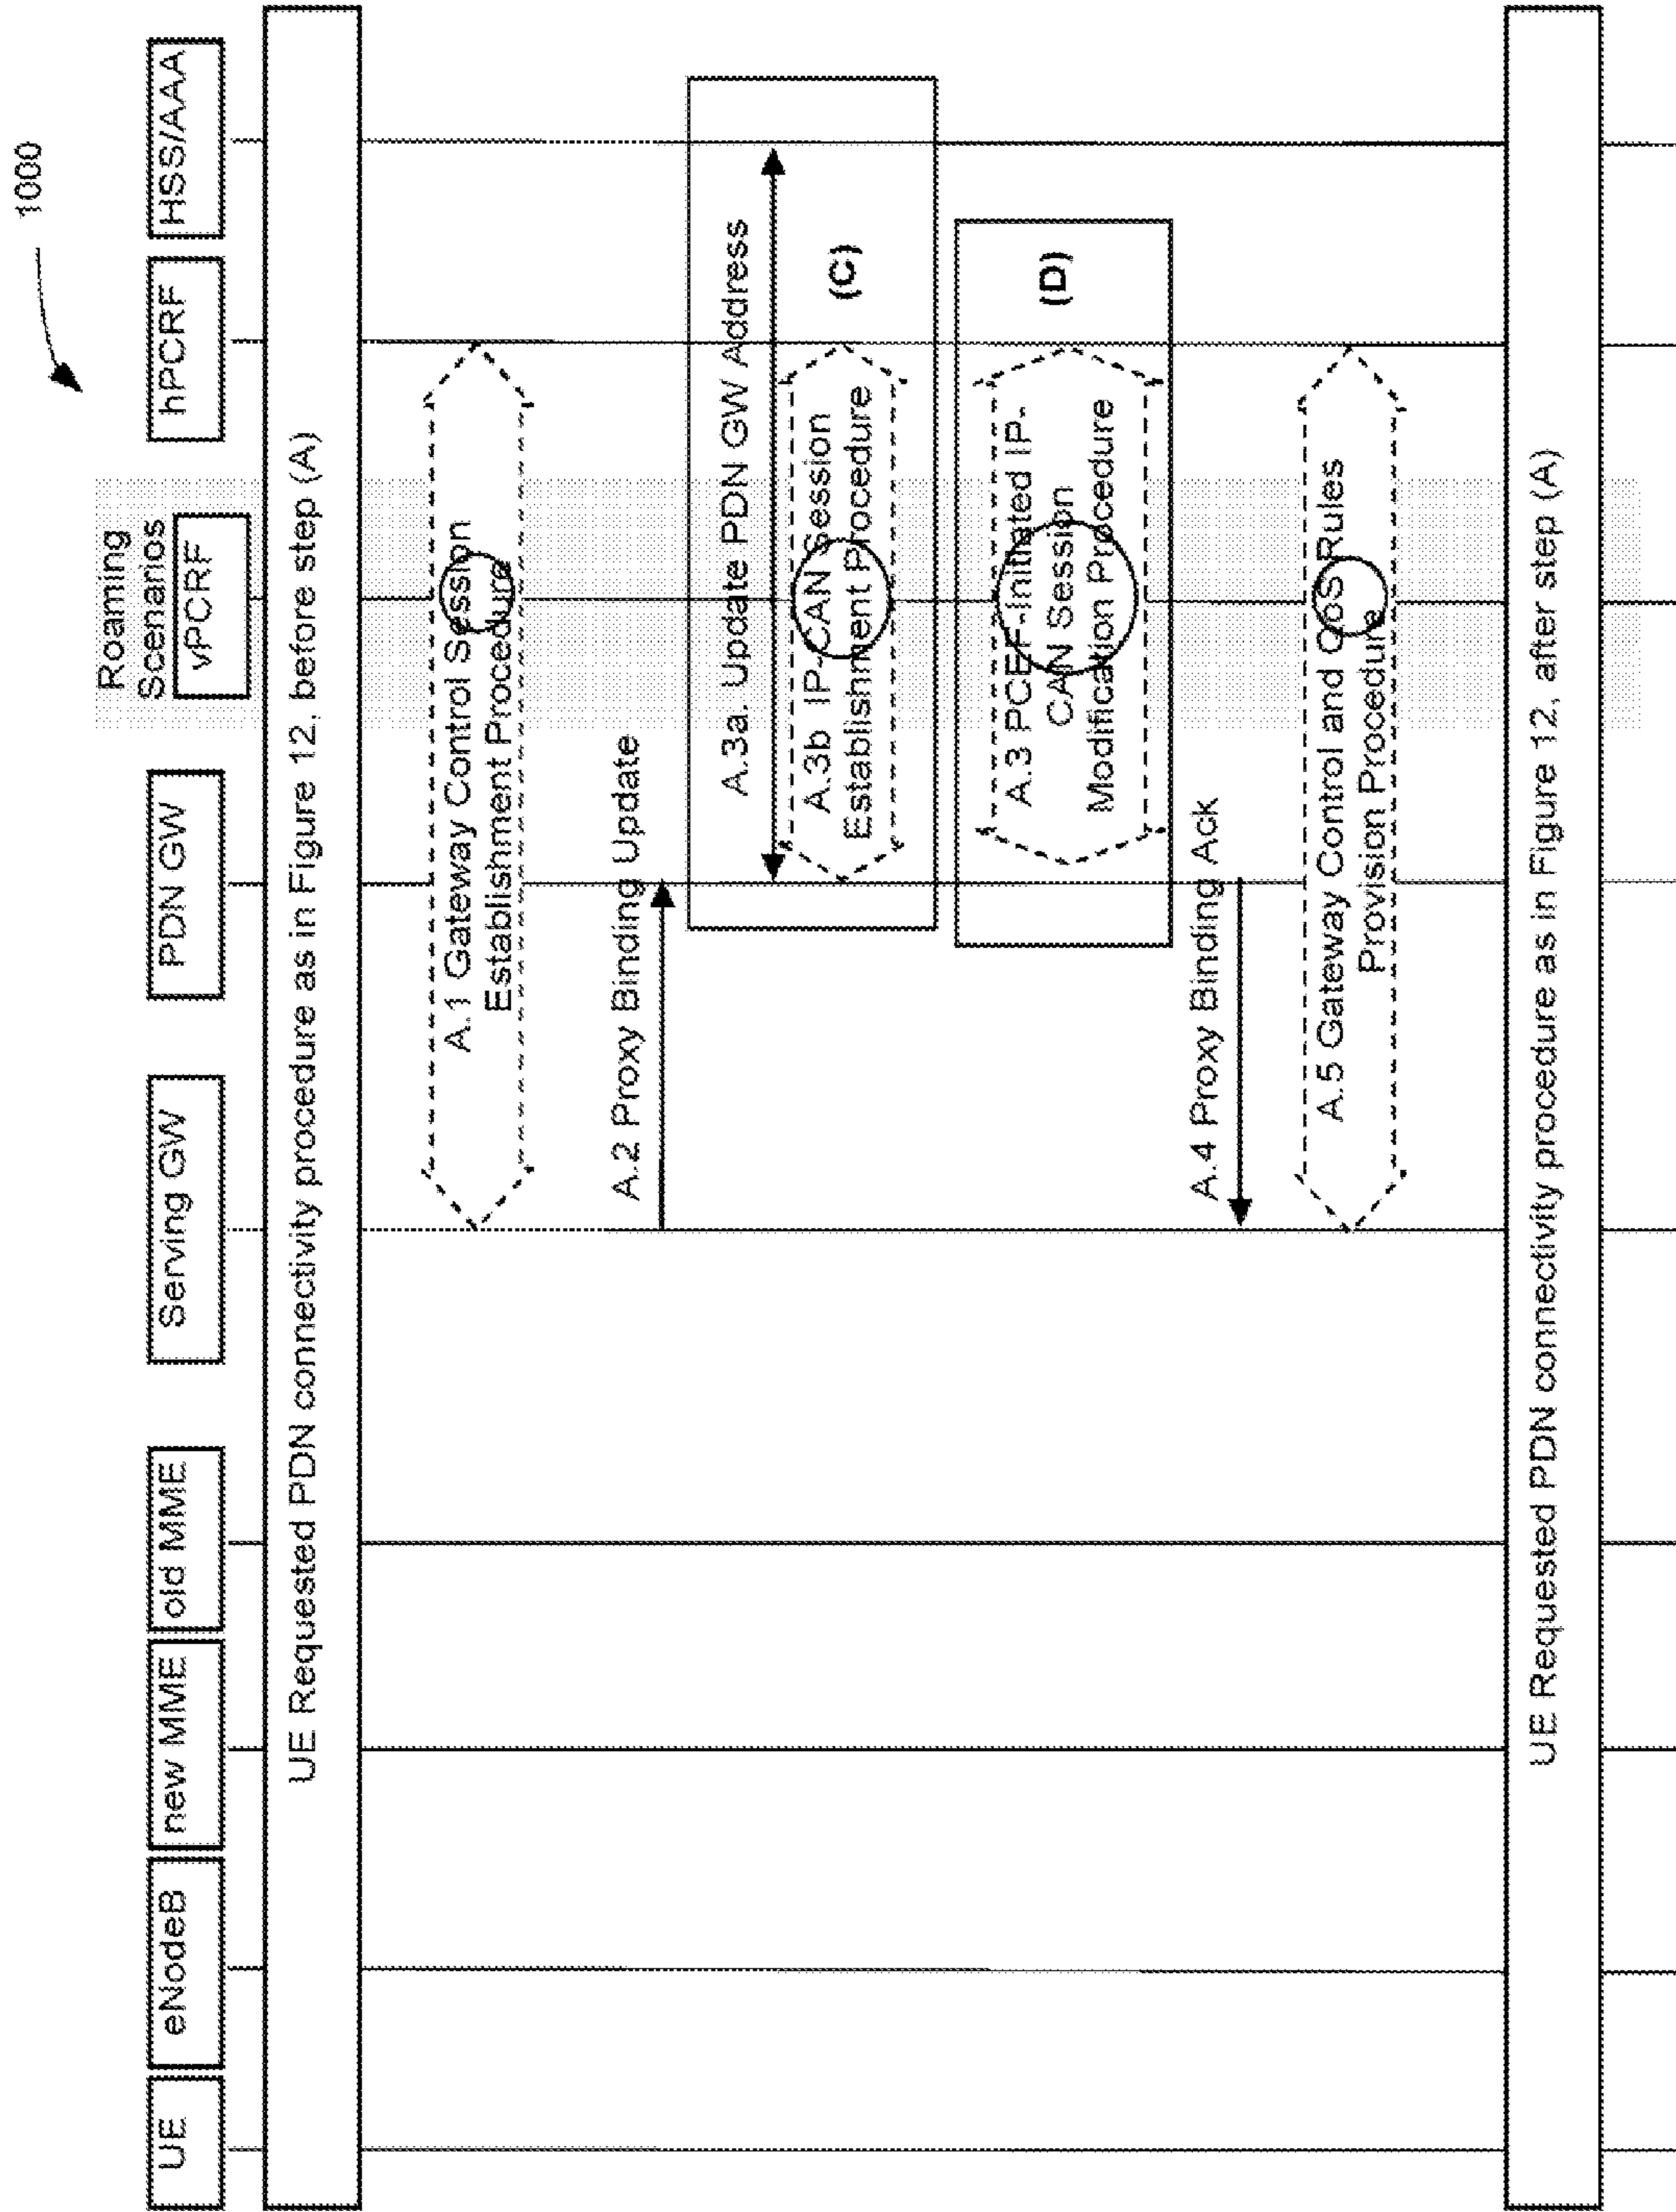 1000
Roaming
Scenarios
UE
eNodeB
new MME
old MME
Serving GW
PDN GW
vPCRF
hPCRF
HSS/AAA
UE Requested PDN connectivity procedure as in Figure 12, before step (A)
A.1 Gateway Control Session
Establishment Procedure
A.2 Proxy Binding Update
A.3a. Update PDN GW Address
A.3b IP-CAN Session
Establishment Procedure
(C)
A.3 PCEF-Initiated IP-
CAN Session
Modification Procedure
(D)
A.4 Proxy Binding Ack
A.5 Gateway Control and QoS Rules
Provision Procedure
UE Requested PDN connectivity procedure as in Figure 12, after step (A)